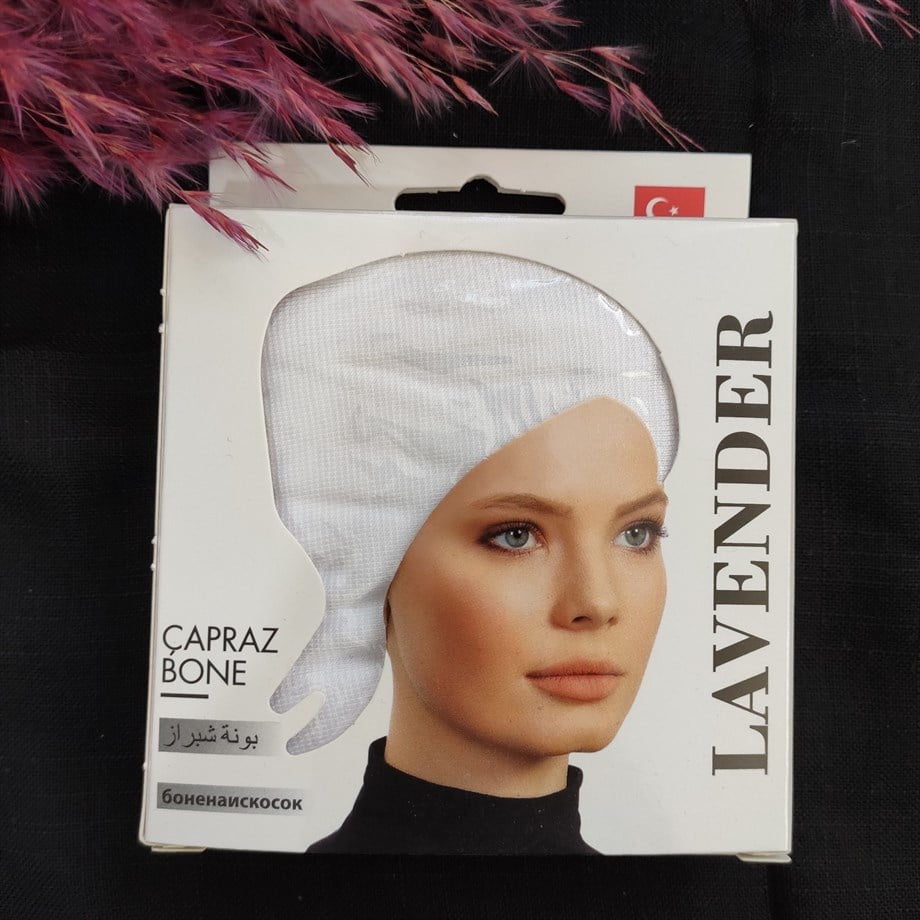 LAVENDER
ÇAPRAZ
BONE
بونة شبراز
боненаискосок